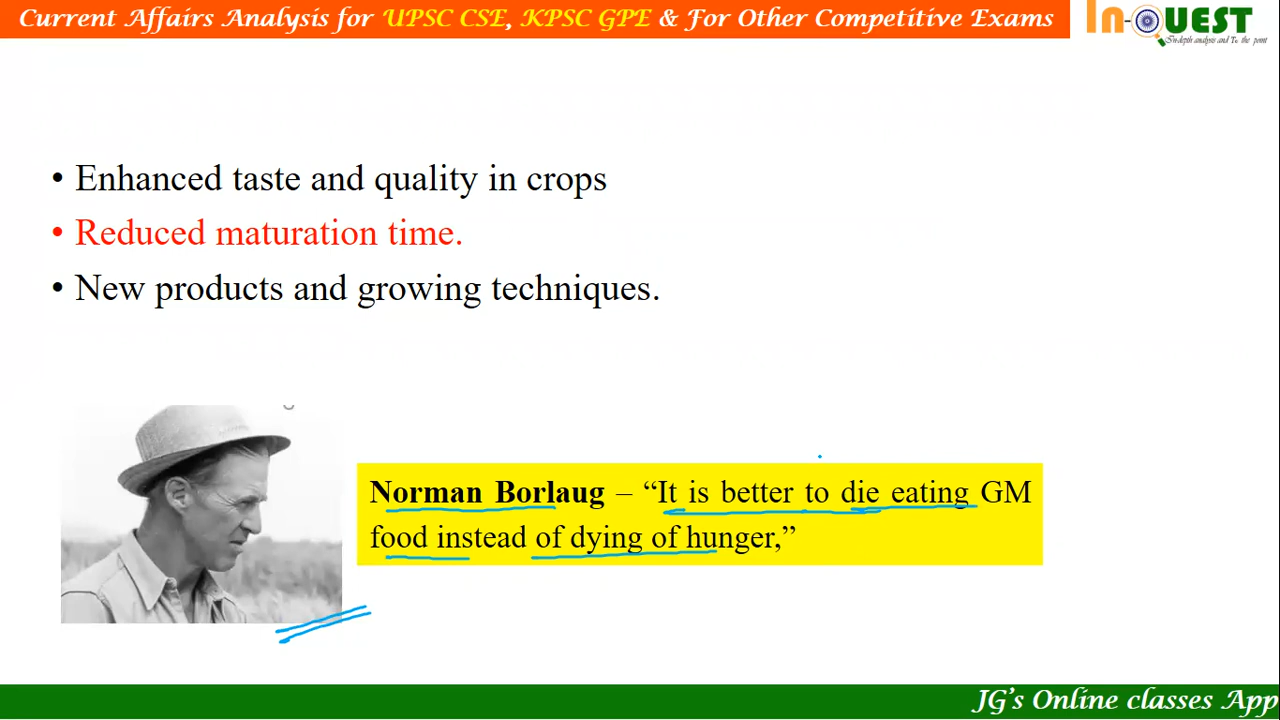 Current Affairs Analysis for UPSC CSE, KPSC GPE & For Other Competitive Exams
In-QUEST
In-depth analysis and To the point
• Enhanced taste and quality in crops
• Reduced maturation time.
• New products and growing techniques.
Norman Borlaug – “It is better to die eating GM
food instead of dying of hunger,”
JG's Online classes App